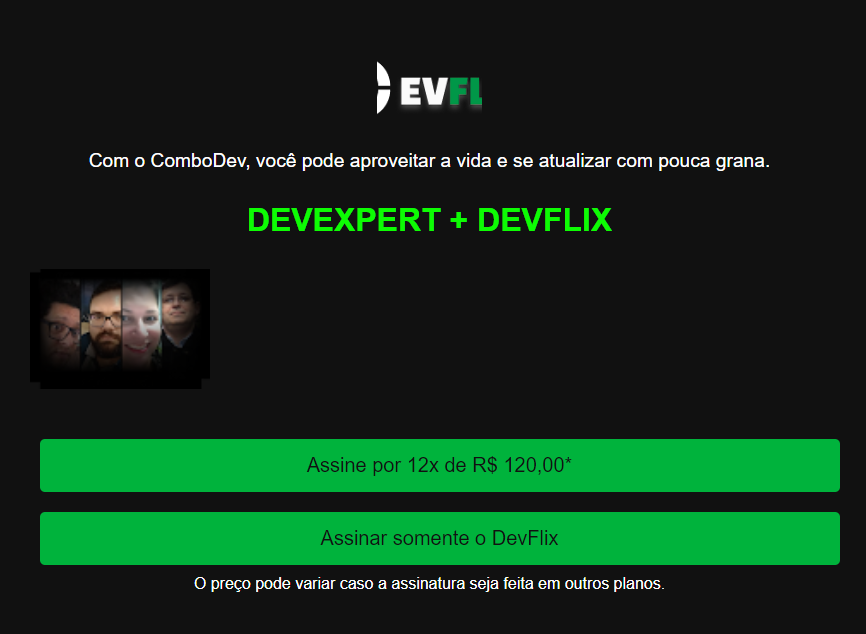 EVFL
Com o ComboDev, você pode aproveitar a vida e se atualizar com pouca grana.
DEVEXPERT + DEVFLIX
Assine por 12x de R$ 120,00*
Assinar somente o DevFlix
O preço pode variar caso a assinatura seja feita em outros planos.